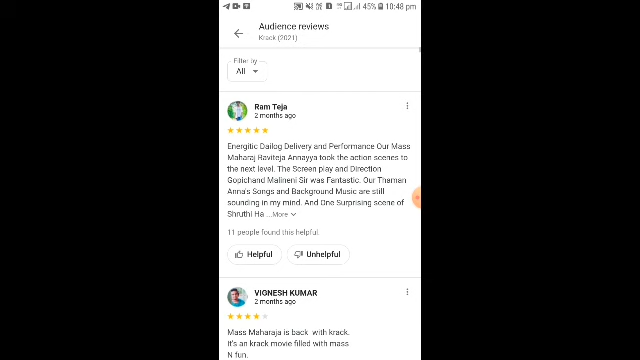 45% 10:48 pm
Audience reviews
Krack (2021)
Filter by
All
Ram Teja
2 months ago
Energitic Dailog Delivery and Performance Our Mass
Maharaj Raviteja Annayya took the action scenes to
the next level. The Screen play and Direction
Gopichand Malineni Sir was Fantastic. Our Thaman
Anna's Songs and Background Music are still
sounding in my mind. And One Surprising scene of
Shruthi Ha ...More
11 people found this helpful.
Helpful
Unhelpful
VIGNESH KUMAR
2 months ago
Mass Maharaja is back with krack.
It's an krack movie filled with mass
N fun.